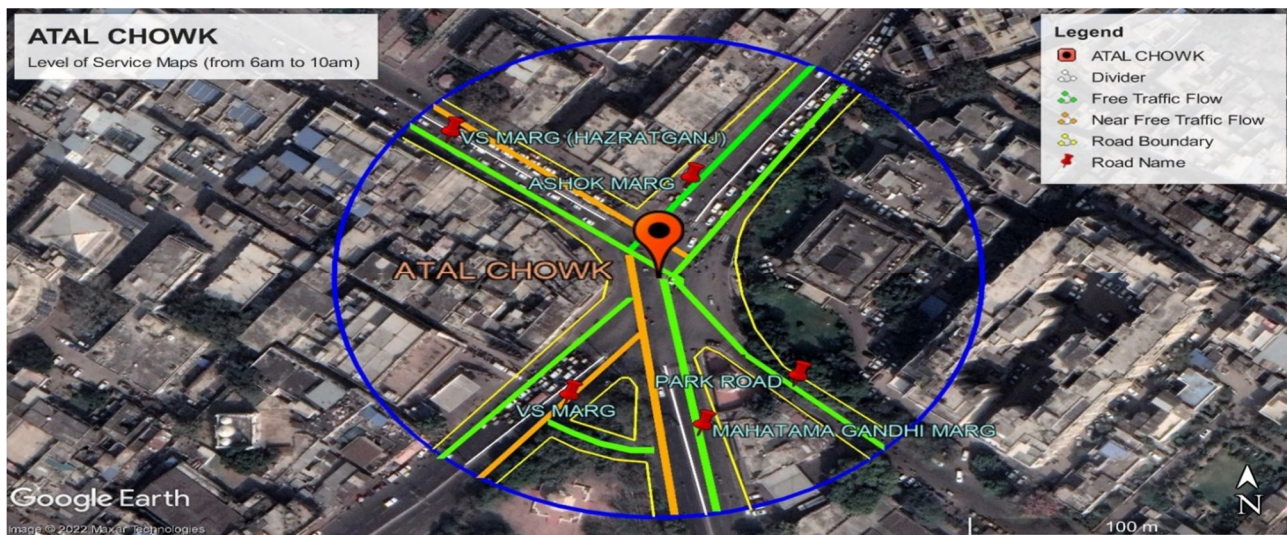 ATAL CHOWK
Level of Service Maps (from 6am to 10am)
Legend
ATAL CHOWK
Divider
Free Traffic Flow
Near Free Traffic Flow
Road Boundary
Road Name
VS MARG (HAZRATGANJ)
ASHOK MARG
ATAL CHOWK
PARK ROAD
VS MARG
MAHATAMA GANDHI MARG
Google Earth
Image © 2022 Maxar Technologies
100 m
N